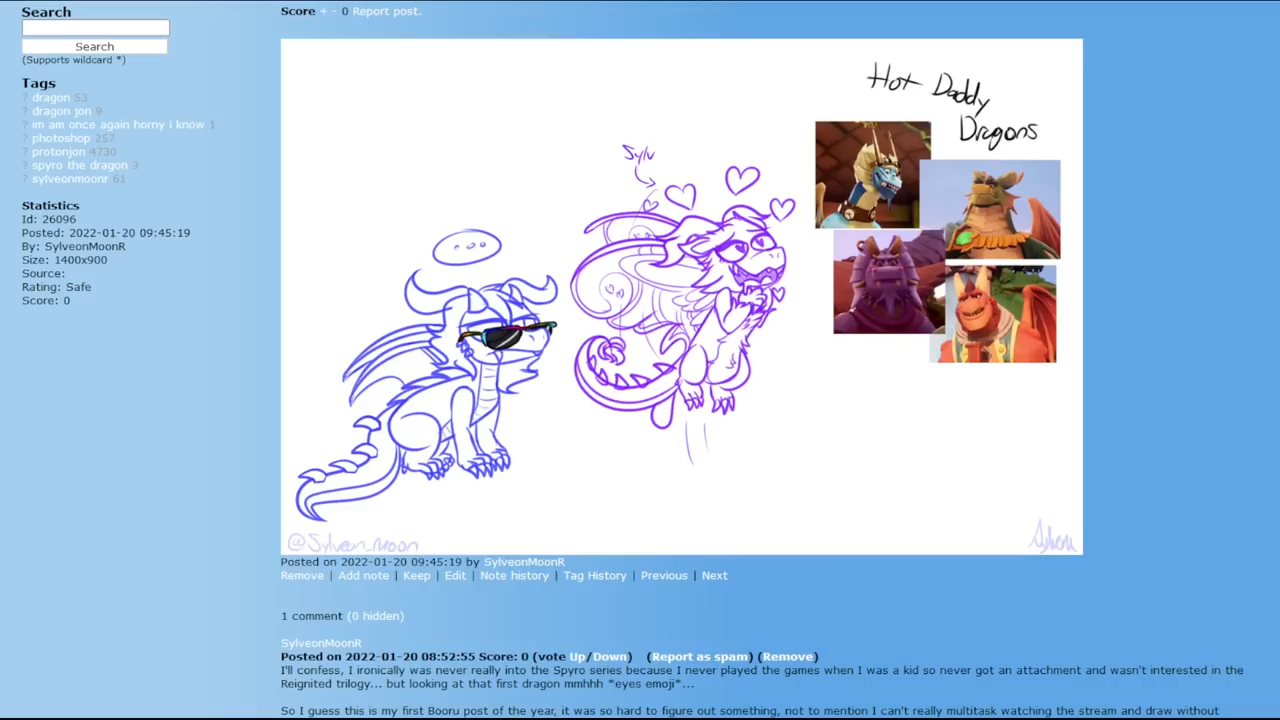 Search
Search
(Supports wildcard *)
Tags
? dragon 53
? dragon jon 9
? im am once again horny i know 1
? photoshop 257
? protonjon 4730
? spyro the dragon 3
? sylveonmoonr 61
Statistics
Id: 26096
Posted: 2022-01-20 09:45:19
By: SylveonMoonR
Size: 1400x900
Source:
Rating: Safe
Score: 0
Score + - 0 Report post.
Hot Daddy
Dragons
Sylv
...
@Sylveon_Moon
Posted on 2022-01-20 09:45:19 by SylveonMoonR
Remove | Add note | Keep | Edit | Note history | Tag History | Previous | Next
1 comment (0 hidden)
SylveonMoonR
Posted on 2022-01-20 08:52:55 Score: 0 (vote Up/Down) (Report as spam) (Remove)
I'll confess, I ironically was never really into the Spyro series because I never played the games when I was a kid so never got an attachment and wasn't interested in the
Reignited trilogy... but looking at that first dragon mmhhh *eyes emoji*...
So I guess this is my first Booru post of the year, it was so hard to figure out something, not to mention I can't really multitask watching the stream and draw without